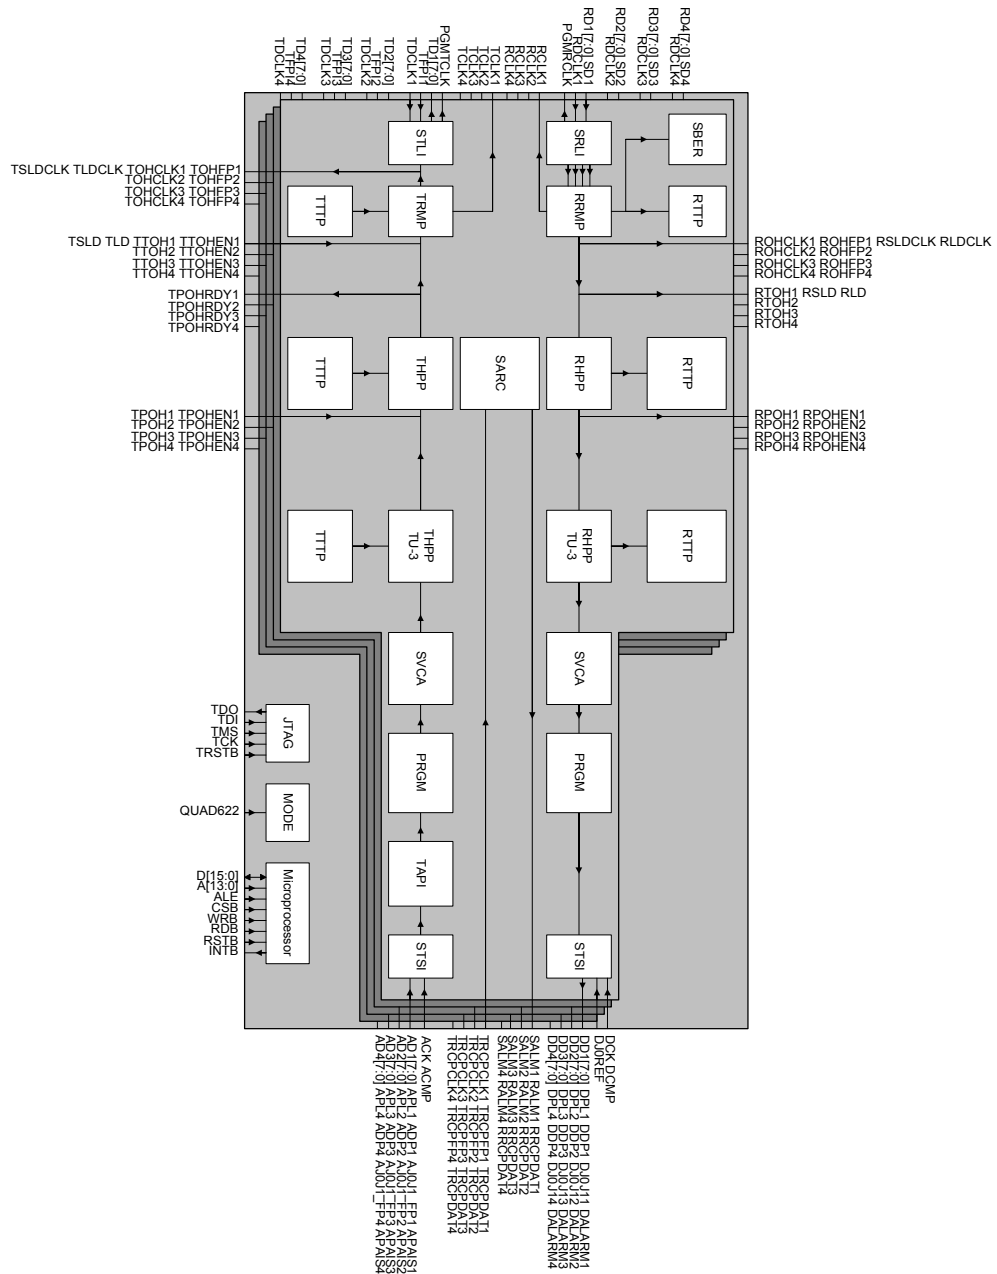 TDCLK4
TFPI4
TD4[7:0]
TDCLK3
TFPI3
TD3[7:0]
TDCLK2
TFPI2
TD2[7:0]
TDCLK1
TFPI1
TD1[7:0]
PGMTCLK
TCLK4
TCLK3
TCLK2
TCLK1
RCLK4
RCLK3
RCLK2
RCLK1
PGMRCLK
RDCLK1
RD1[7:0] SD1
RDCLK2
RD2[7:0] SD2
RDCLK3
RD3[7:0] SD3
RDCLK4
RD4[7:0] SD4
STLI
SRLI
SBER
TSLDCLK TLDCLK TOHCLK1 TOHFP1
TOHCLK2 TOHFP2
TOHCLK3 TOHFP3
TOHCLK4 TOHFP4
TTTP
TRMP
RRMP
RTTP
TSLD TLD TTOH1 TTOHEN1
TTOH2 TTOHEN2
TTOH3 TTOHEN3
TTOH4 TTOHEN4
ROHCLK1 ROHFP1 RSLDCLK RLDCLK
ROHCLK2 ROHFP2
ROHCLK3 ROHFP3
ROHCLK4 ROHFP4
TPOHRDY1
TPOHRDY2
TPOHRDY3
TPOHRDY4
RTOH1 RSLD RLD
RTOH2
RTOH3
RTOH4
TTTP
THPP
SARC
RHPP
RTTP
TPOH1 TPOHEN1
TPOH2 TPOHEN2
TPOH3 TPOHEN3
TPOH4 TPOHEN4
RPOH1 RPOHEN1
RPOH2 RPOHEN2
RPOH3 RPOHEN3
RPOH4 RPOHEN4
TTTP
THPP
TU-3
RHPP
TU-3
RTTP
SVCA
SVCA
TDO
TDI
TMS
TCK
TRSTB
JTAG
PRGM
PRGM
QUAD622
MODE
TAPI
D[15:0]
A[13:0]
ALE
CSB
WRB
RDB
RSTB
INTB
Microprocessor
STSI
STSI
AD4[7:0] APL4 ADP4 AJ0J1_FP4 APAIS4
AD3[7:0] APL3 ADP3 AJ0J1_FP3 APAIS3
AD2[7:0] APL2 ADP2 AJ0J1_FP2 APAIS2
AD1[7:0] APL1 ADP1 AJ0J1_FP1 APAIS1
ACK ACMP
TRCPCLK4 TRCPFP4 TRCPDAT4
TRCPCLK3 TRCPFP3 TRCPDAT3
TRCPCLK2 TRCPFP2 TRCPDAT2
TRCPCLK1 TRCPFP1 TRCPDAT1
SALM4 RALM4 RRCPDAT4
SALM3 RALM3 RRCPDAT3
SALM2 RALM2 RRCPDAT2
SALM1 RALM1 RRCPDAT1
DD4[7:0] DPL4 DDP4 DJ0J14 DALARM4
DD3[7:0] DPL3 DDP3 DJ0J13 DALARM3
DD2[7:0] DPL2 DDP2 DJ0J12 DALARM2
DD1[7:0] DPL1 DDP1 DJ0J11 DALARM1
DJ0REF
DCK DCMP